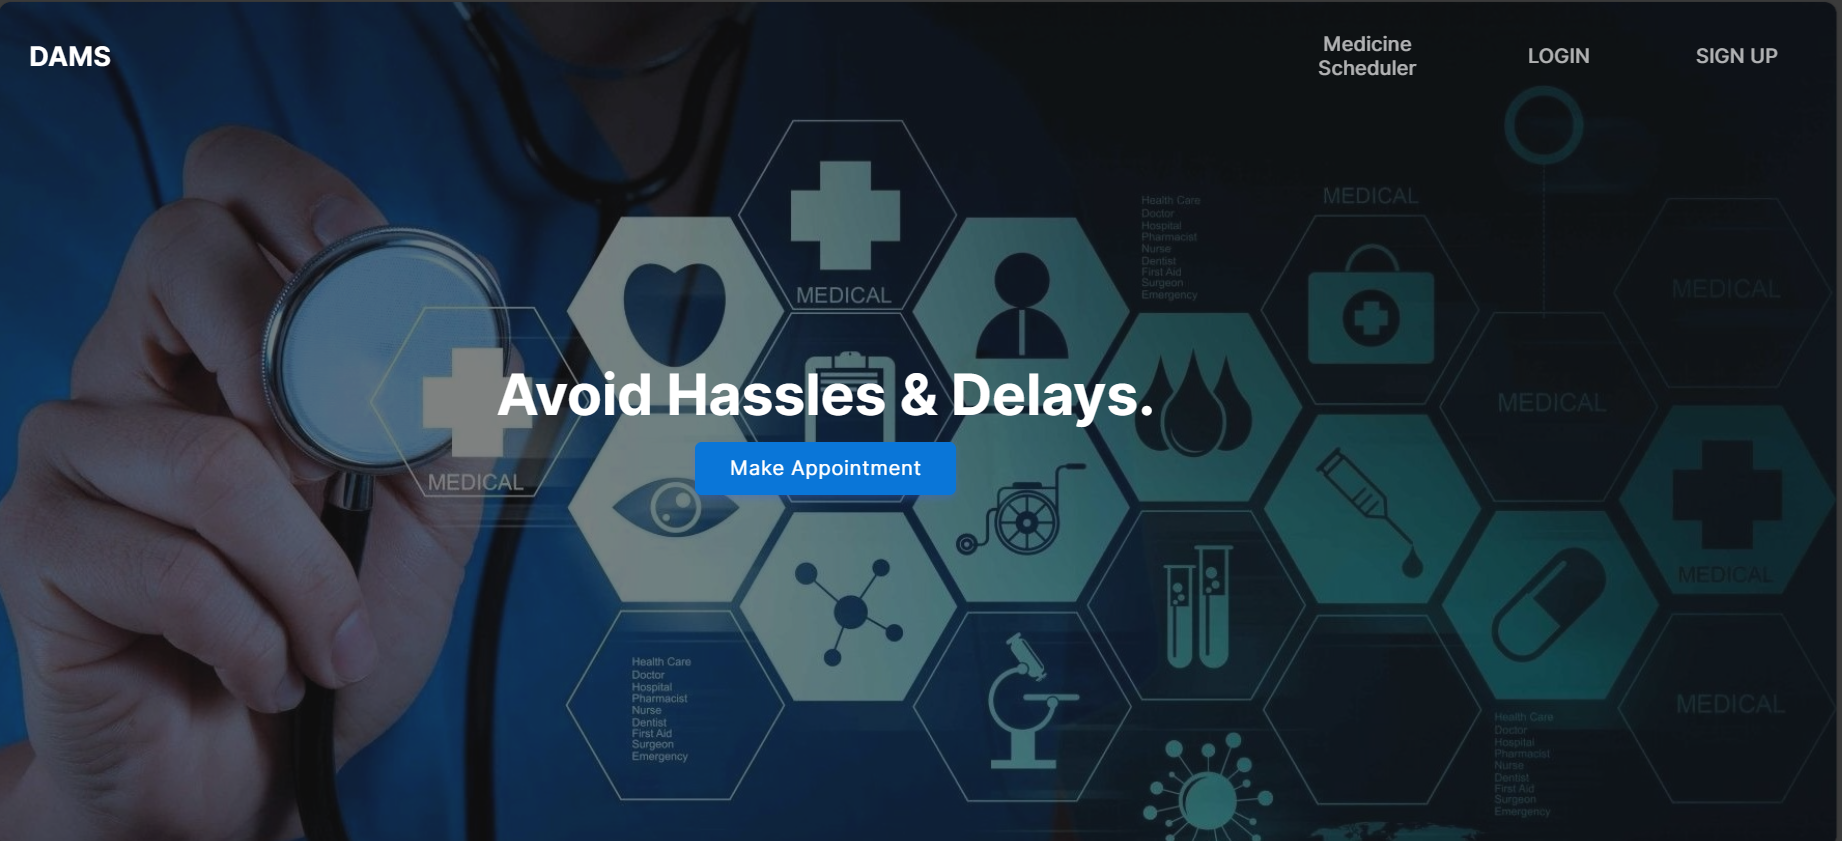 DAMS
Medicine
Scheduler
LOGIN
SIGN UP
MEDICAL
Health Care
Doctor
Hospital
Pharmacist
Nurse
Dentist
First Aid
Surgeon
Emergency
MEDICAL
MEDICAL
MEDICAL
Avoid Hassles & Delays.
Make Appointment
MEDICAL
MEDICAL
MEDICAL
Health Care
Doctor
Hospital
Pharmacist
Nurse
Dentist
First Aid
Surgeon
Emergency
MEDICAL
Health Care
Doctor
Hospital
Pharmacist
Nurse
Dentist
First Aid
Surgeon
Emergency